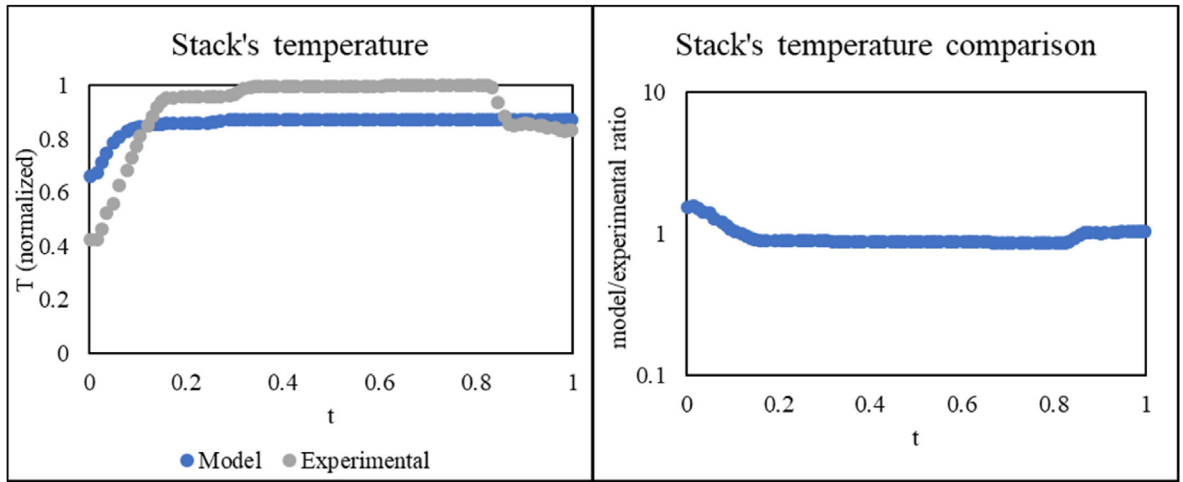 Stack's temperature
T (normalized)
1
0.8
0.6
0.4
0.2
0
0 0.2 0.4 0.6 0.8 1
t
Model Experimental
Stack's temperature comparison
model/experimental ratio
10
1
0.1
0 0.2 0.4 0.6 0.8 1
t